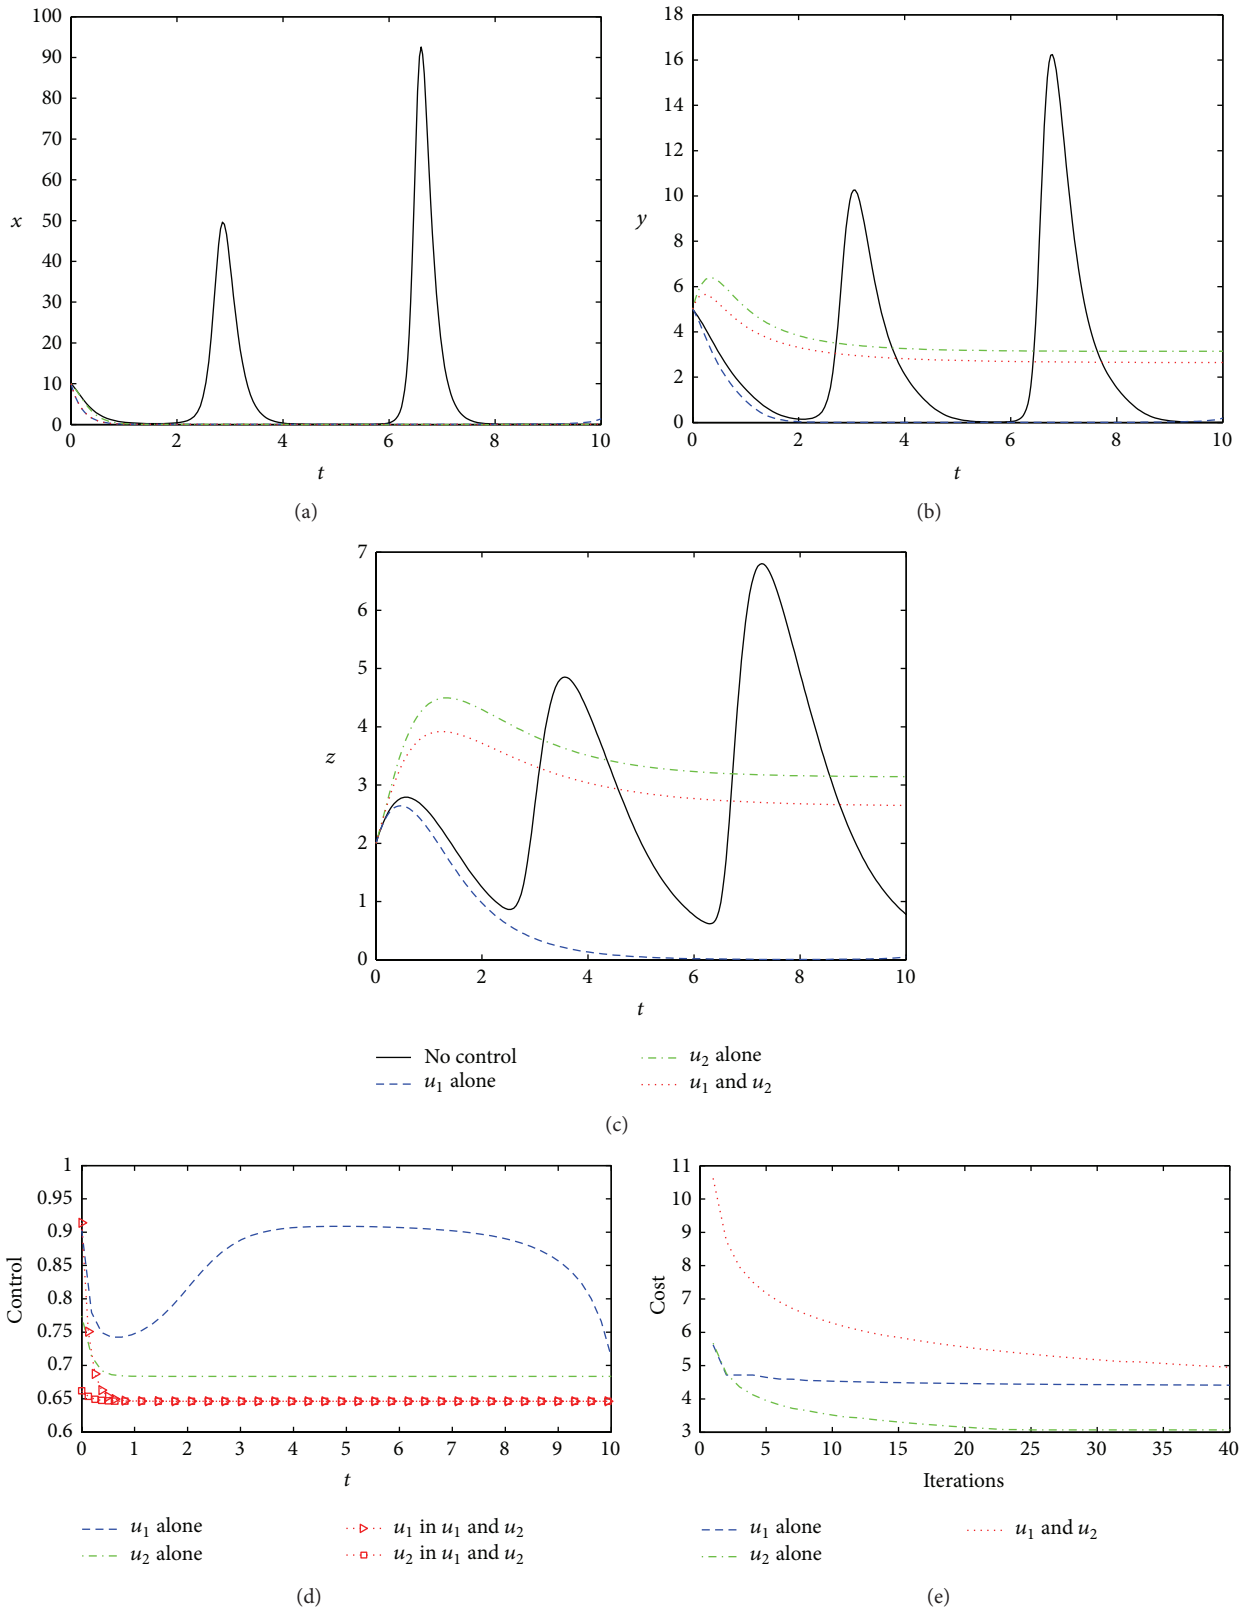 100
90
80
70
60
50
40
30
20
10
0
x
0 2 4 6 8 10
t
(a)
18
16
14
12
10
8
6
4
2
0
y
0 2 4 6 8 10
t
(b)
7
6
5
4
3
2
1
0
z
0 2 4 6 8 10
t
No control
u1 alone
u2 alone
u1 and u2
(c)
1
0.95
0.9
0.85
0.8
0.75
0.7
0.65
0.6
Control
0 1 2 3 4 5 6 7 8 9 10
t
u1 alone
u2 alone
u1 in u1 and u2
u2 in u1 and u2
(d)
11
10
9
8
7
6
5
4
3
Cost
0 5 10 15 20 25 30 35 40
Iterations
u1 alone
u2 alone
u1 and u2
(e)